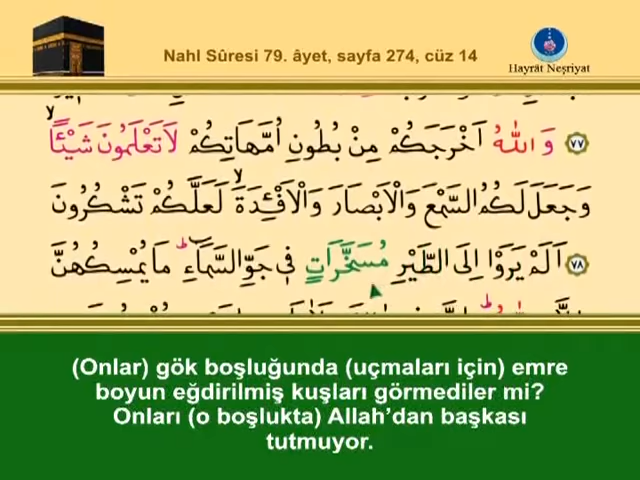 Nahl Sûresi 79. âyet, sayfa 274, cüz 14
Hayrât Neşriyat
﴿٧٧﴾ وَاللّٰهُ اَخْرَجَكُمْ مِنْ بُطُونِ اُمَّهَاتِكُمْ لَا تَعْلَمُونَ شَيْـًٔاۙ
وَجَعَلَ لَكُمُ السَّمْعَ وَالْاَبْصَارَ وَالْاَفْـِٔدَةَۙ لَعَلَّكُمْ تَشْكُرُونَ
﴿٧٨﴾ اَلَمْ يَرَوْا اِلَى الطَّيْرِ مُسَخَّرَاتٍ فٖى جَوِّ السَّمَٓاءِۜ مَا يُمْسِكُهُنَّ
(Onlar) gök boşluğunda (uçmaları için) emre
boyun eğdirilmiş kuşları görmediler mi?
Onları (o boşlukta) Allah’dan başkası
tutmuyor.